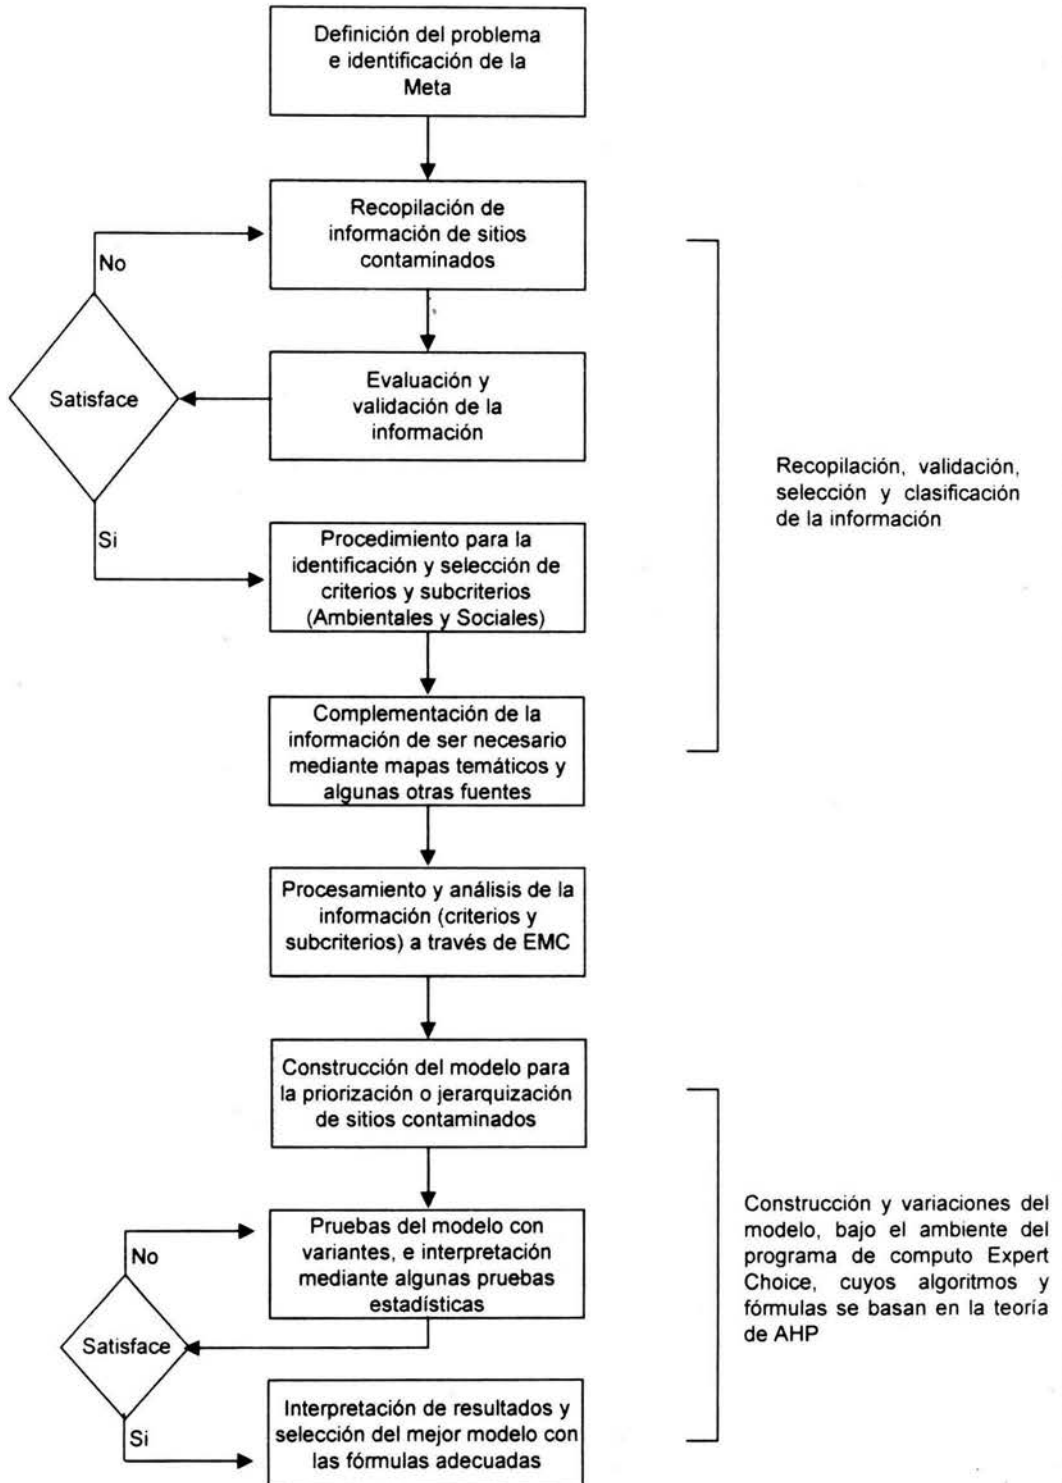 Definición del problema
e identificación de la
Meta
Recopilación de
información de sitios
contaminados
No
Evaluación y
validación de la
información
Satisface
Recopilación, validación,
selección y clasificación
de la información
Si
Procedimiento para la
identificación y selección de
criterios y subcriterios
(Ambientales y Sociales)
Complementación de la
información de ser necesario
mediante mapas temáticos y
algunas otras fuentes
Procesamiento y análisis de la
información (criterios y
subcriterios) a través de EMC
Construcción del modelo para
la priorización o jerarquización
de sitios contaminados
Pruebas del modelo con
variantes, e interpretación
mediante algunas pruebas
estadísticas
No
Construcción y variaciones del
modelo, bajo el ambiente del
programa de computo Expert
Choice, cuyos algoritmos y
fórmulas se basan en la teoría
de AHP
Satisface
Si
Interpretación de resultados y
selección del mejor modelo con
las fórmulas adecuadas